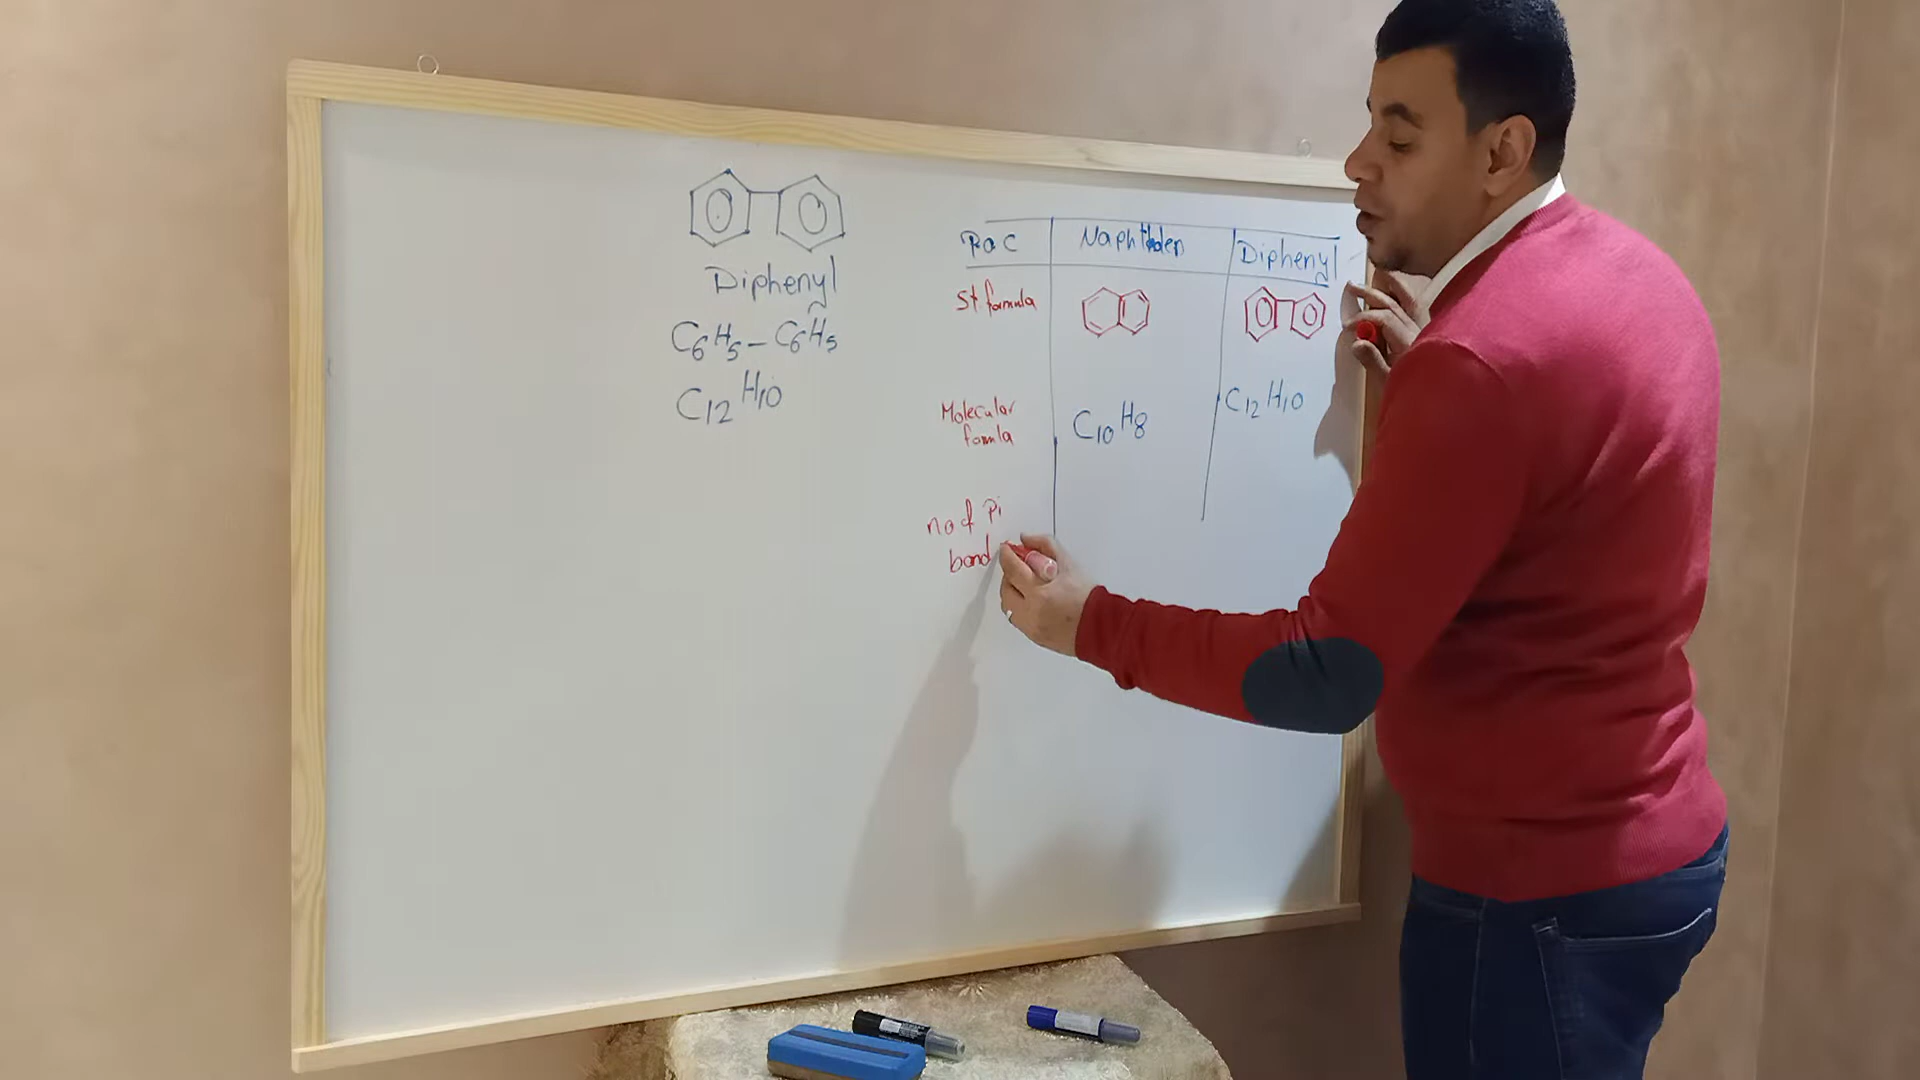 Diphenyl
C6H5-C6H5
C12H10
P.o.C Naphthalen Diphenyl
St formula
Molecular formula C10H8 C12H10
no of Pi
bond